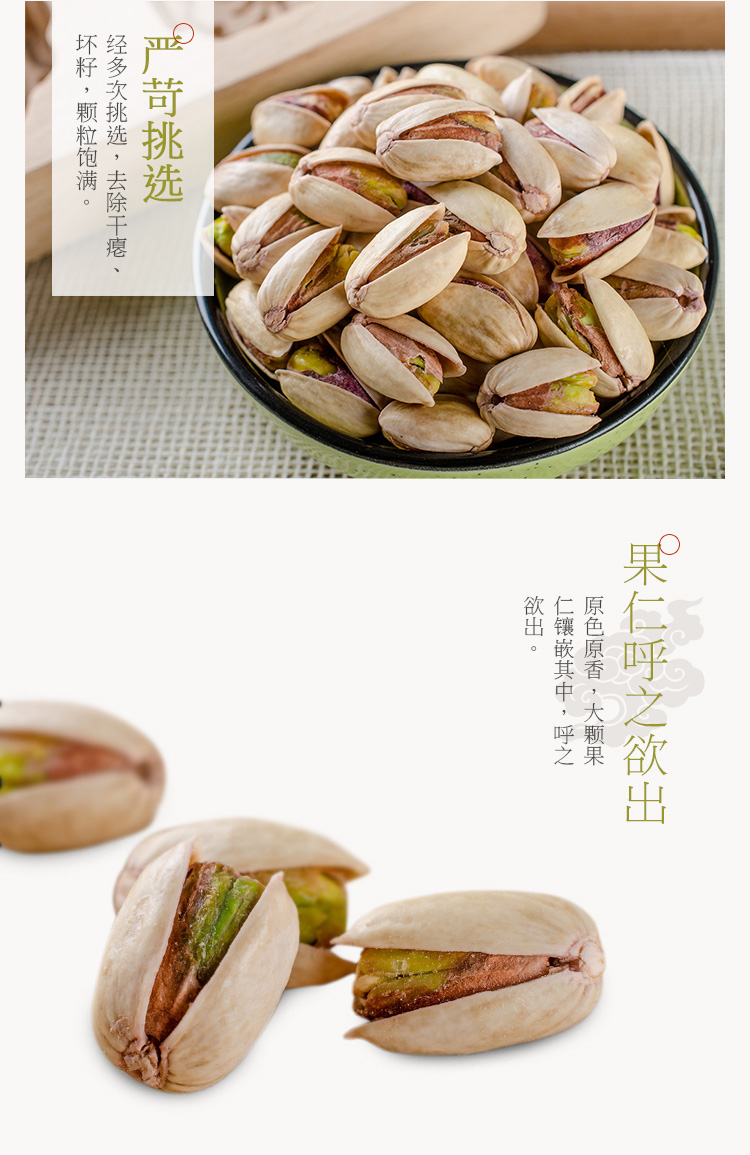 严苛挑选
经多次挑选，去除干瘪、
坏籽，颗粒饱满。
果仁呼之欲出
原色原香，大颗果
仁镶嵌其中，呼之
欲出。